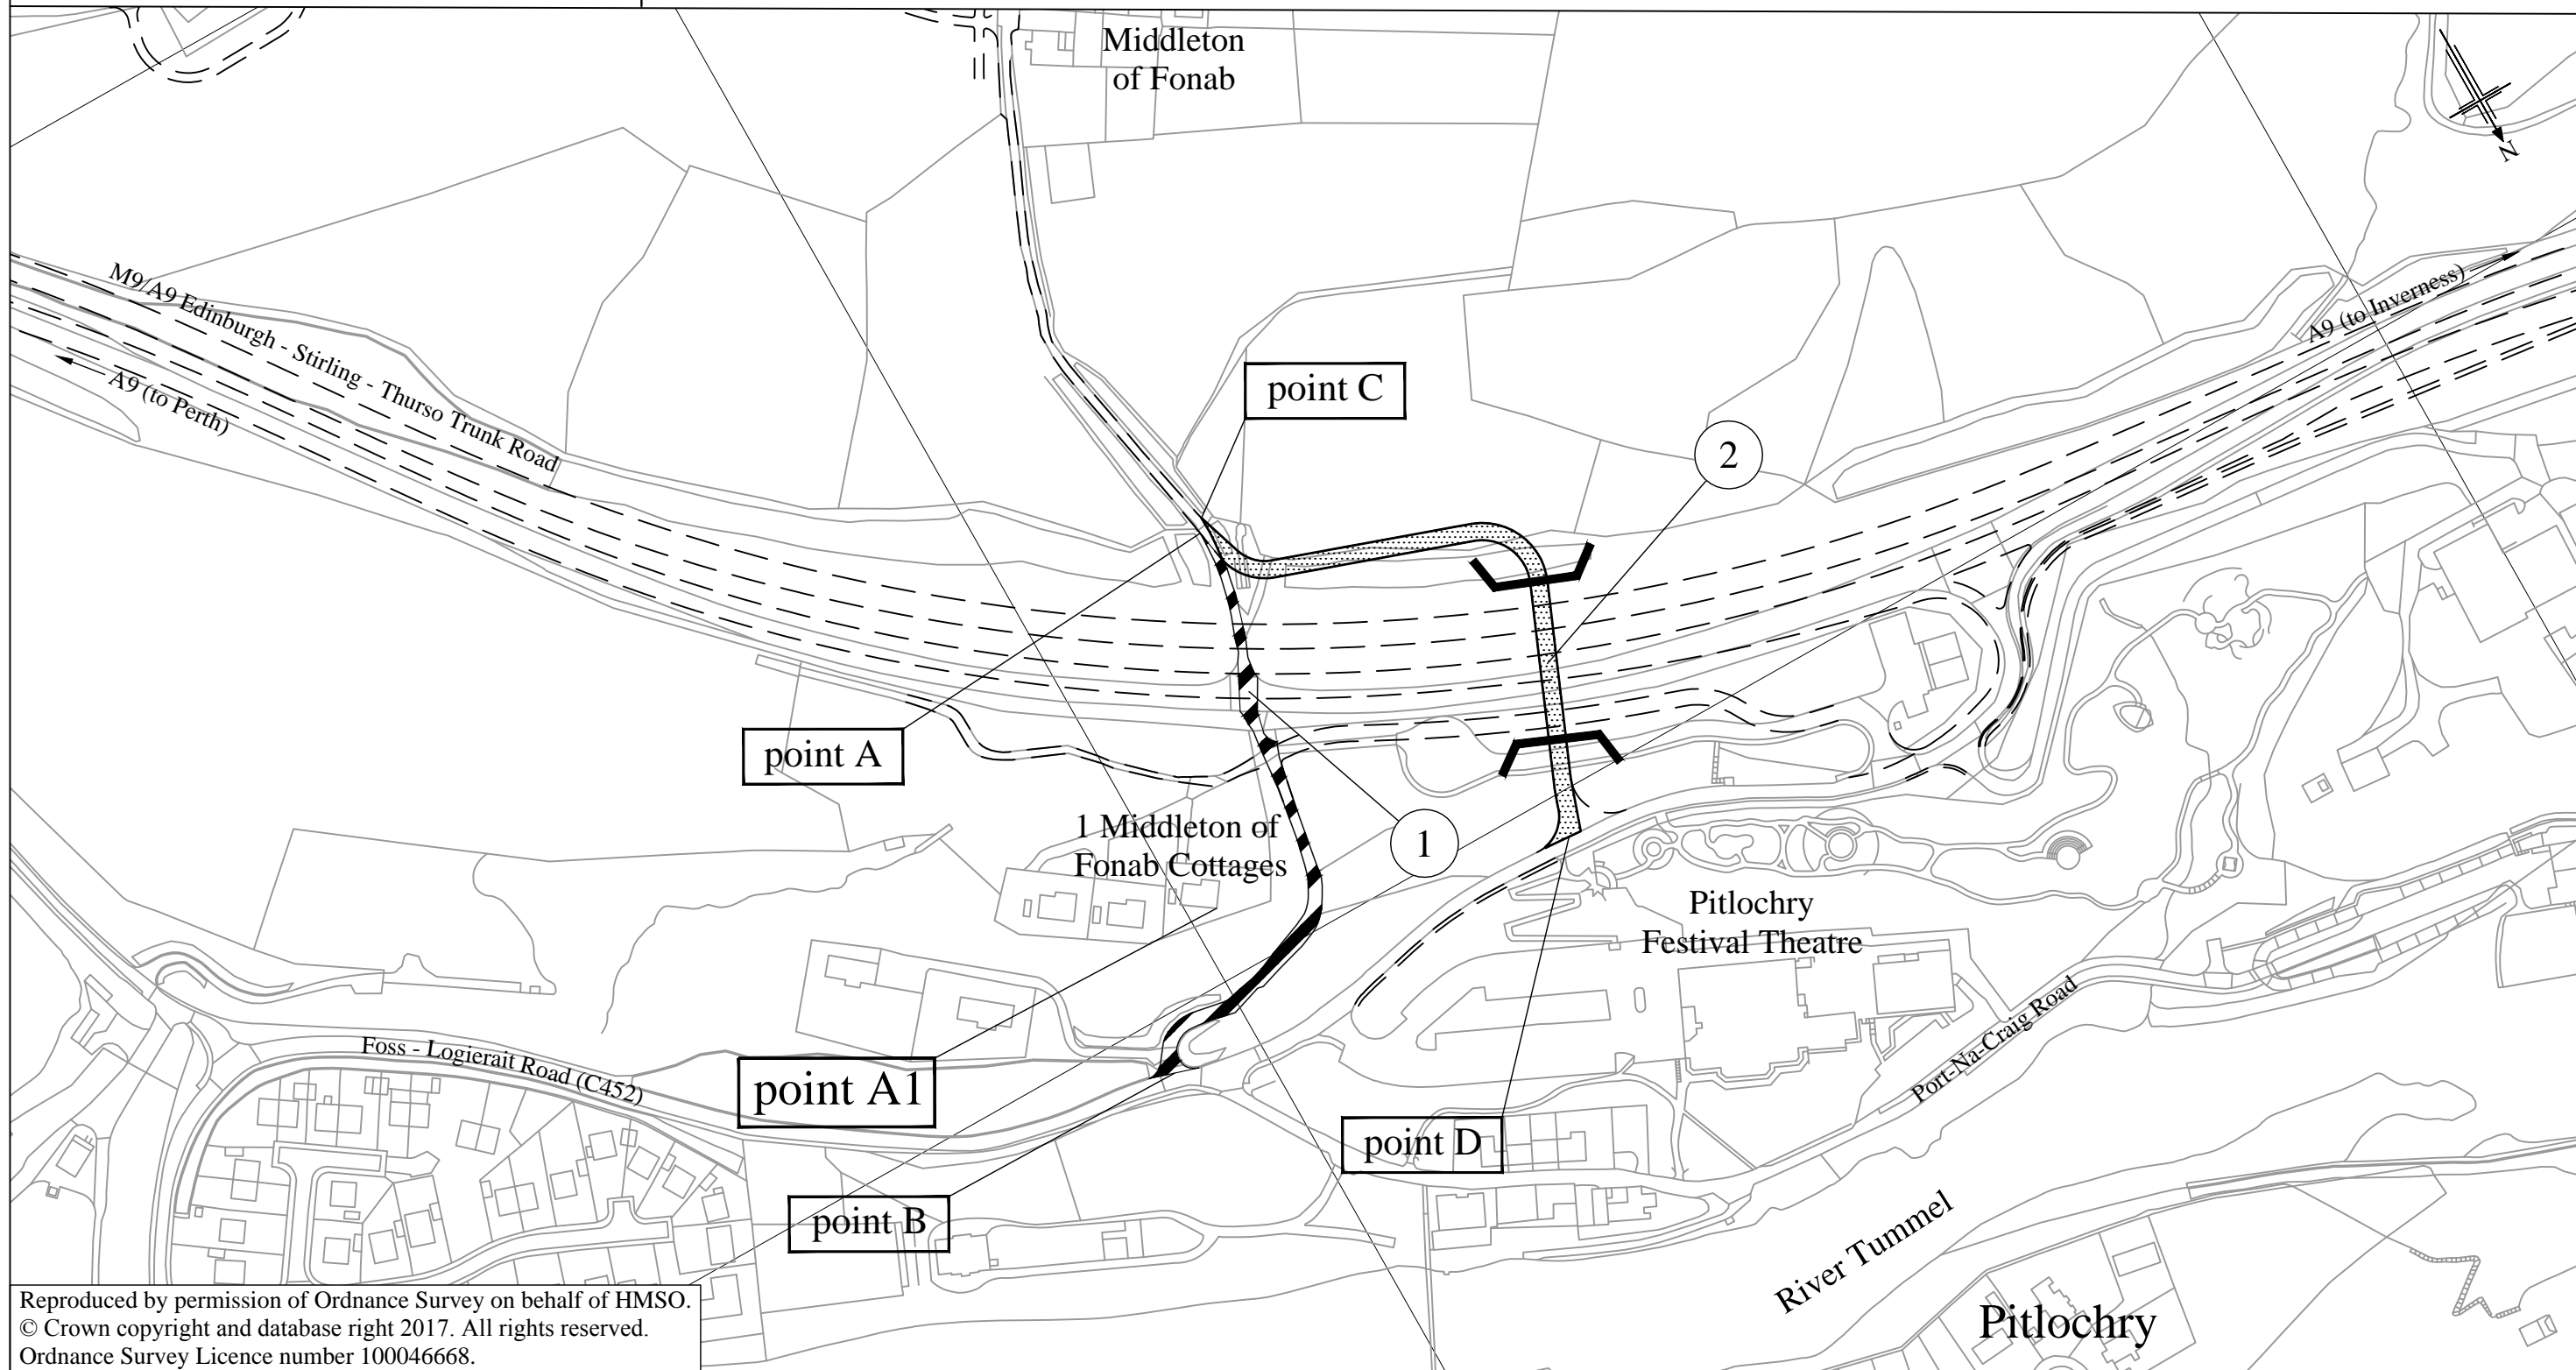 Middleton
of Fonab
N
M9/A9 Edinburgh - Stirling - Thurso Trunk Road
A9 (to Perth)
A9 (to Inverness)
point C
2
point A
1
1 Middleton of
Fonab Cottages
Pitlochry
Festival Theatre
Port-Na-Craig Road
Foss - Logierait Road (C452)
point A1
point D
point B
River Tummel
Pitlochry
Reproduced by permission of Ordnance Survey on behalf of HMSO.
© Crown copyright and database right 2017. All rights reserved.
Ordnance Survey Licence number 100046668.